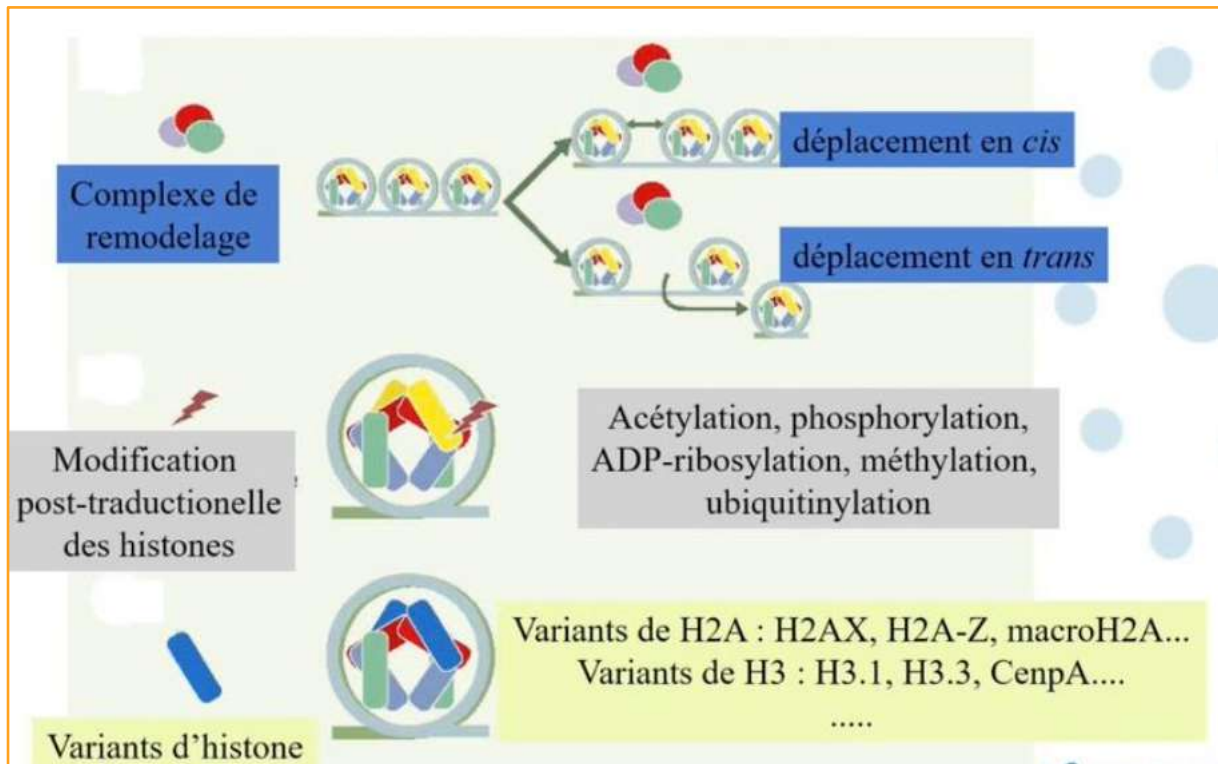 Complexe de
remodelage
déplacement en cis
déplacement en trans
Modification
post-traductionelle
des histones
Acétylation, phosphorylation,
ADP-ribosylation, méthylation,
ubiquitinylation
Variants d'histone
Variants de H2A : H2AX, H2A-Z, macroH2A...
Variants de H3 : H3.1, H3.3, CenpA....
.....